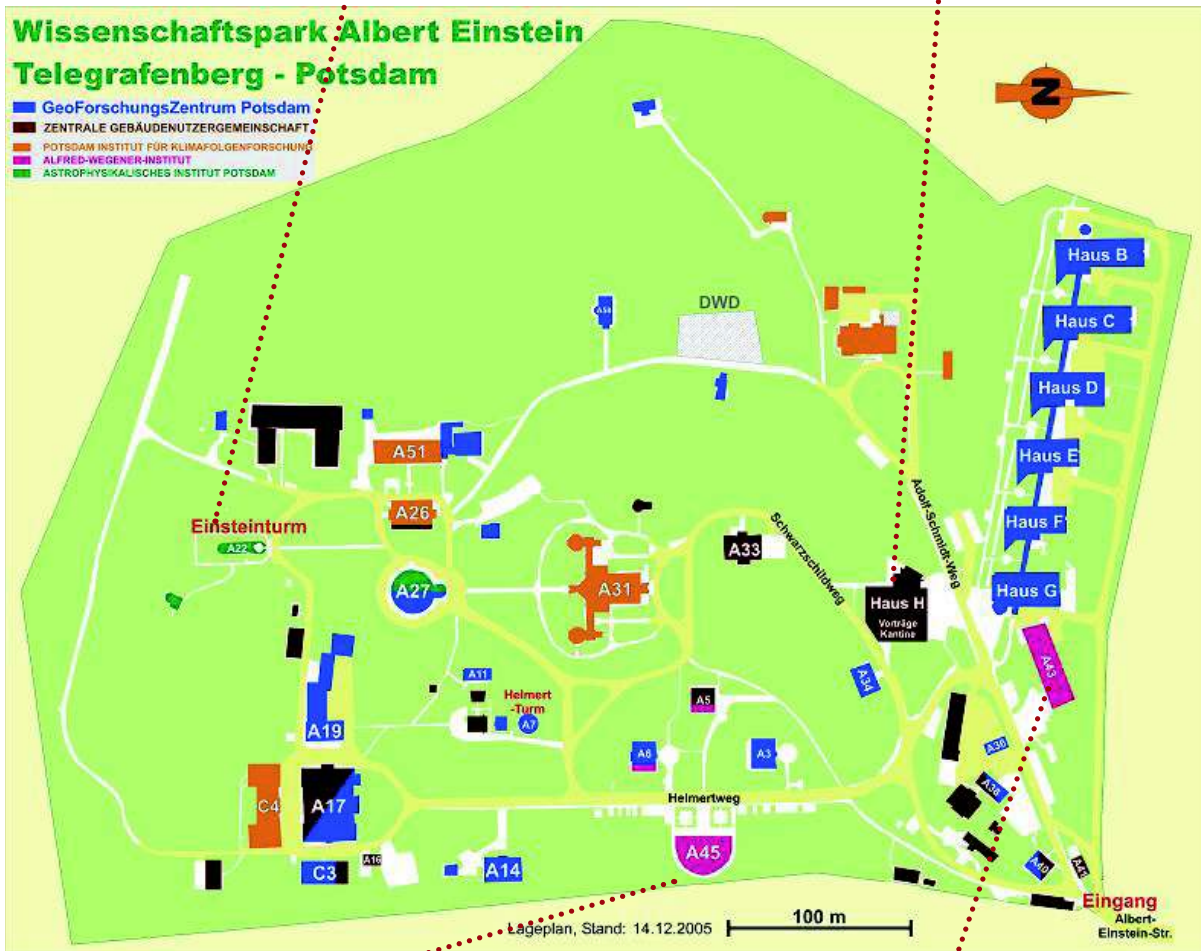 Wissenschaftspark Albert Einstein
Telegrafenberg - Potsdam
GeoForschungsZentrum Potsdam
ZENTRALE GEBÄUDENUTZERGEMEINSCHAFT
POTSDAM INSTITUT FÜR KLIMAFOLGENFORSCHUNG
ALFRED-WEGENER-INSTITUT
ASTROPHYSIKALISCHES INSTITUT POTSDAM
N
Haus B
Haus C
Haus D
Haus E
Haus F
Haus G
DWD
A51
A26
Einsteinturm
A22
A27
A31
A33
Schwarzschildweg
Adolf-Schmidt-Weg
Haus H
Vorträge
Kantine
A43
A34
A11
Helmert
-Turm
A7
A5
A6
A3
A19
A36
A38
C4
A17
Helmertweg
A45
A16
C3
A14
A40
A41
Eingang
Albert-
Einstein-Str.
Lageplan, Stand: 14.12.2005
100 m